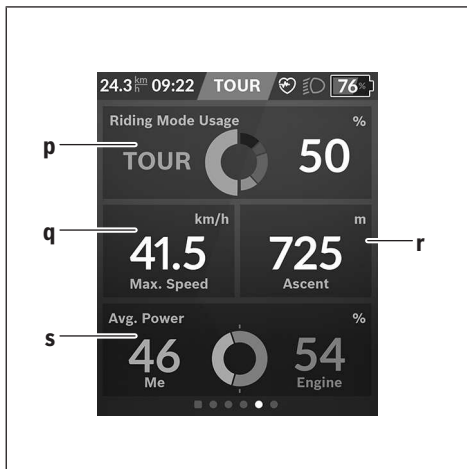 24.3 km/h 09:22 TOUR 76%
Riding Mode Usage %
p
TOUR 50
q
km/h m
41.5 725
r
Max. Speed Ascent
Avg. Power %
s
46 54
Me Engine